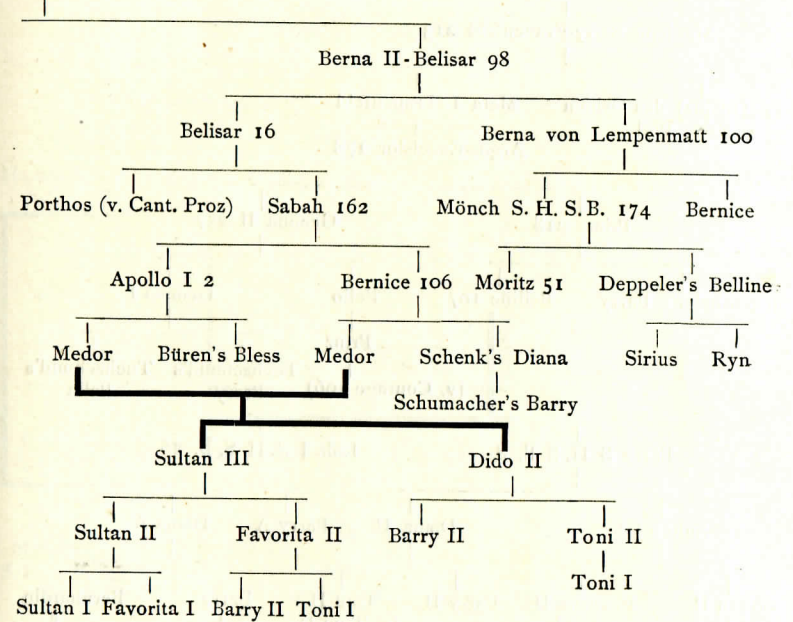 Berna II-Belisar 98
Belisar 16 Berna von Lempenmatt 100
Porthos (v. Cant. Proz) Sabah 162 Mönch S. H. S. B. 174 Bernice
Apollo I 2 Bernice 106 Moritz 51 Deppeler's Belline
Medor Büren's Bless Medor Schenk's Diana Sirius Ryn
Schumacher's Barry
Sultan III Dido II
Sultan II Favorita II Barry II Toni II
Toni I
Sultan I Favorita I Barry II Toni I